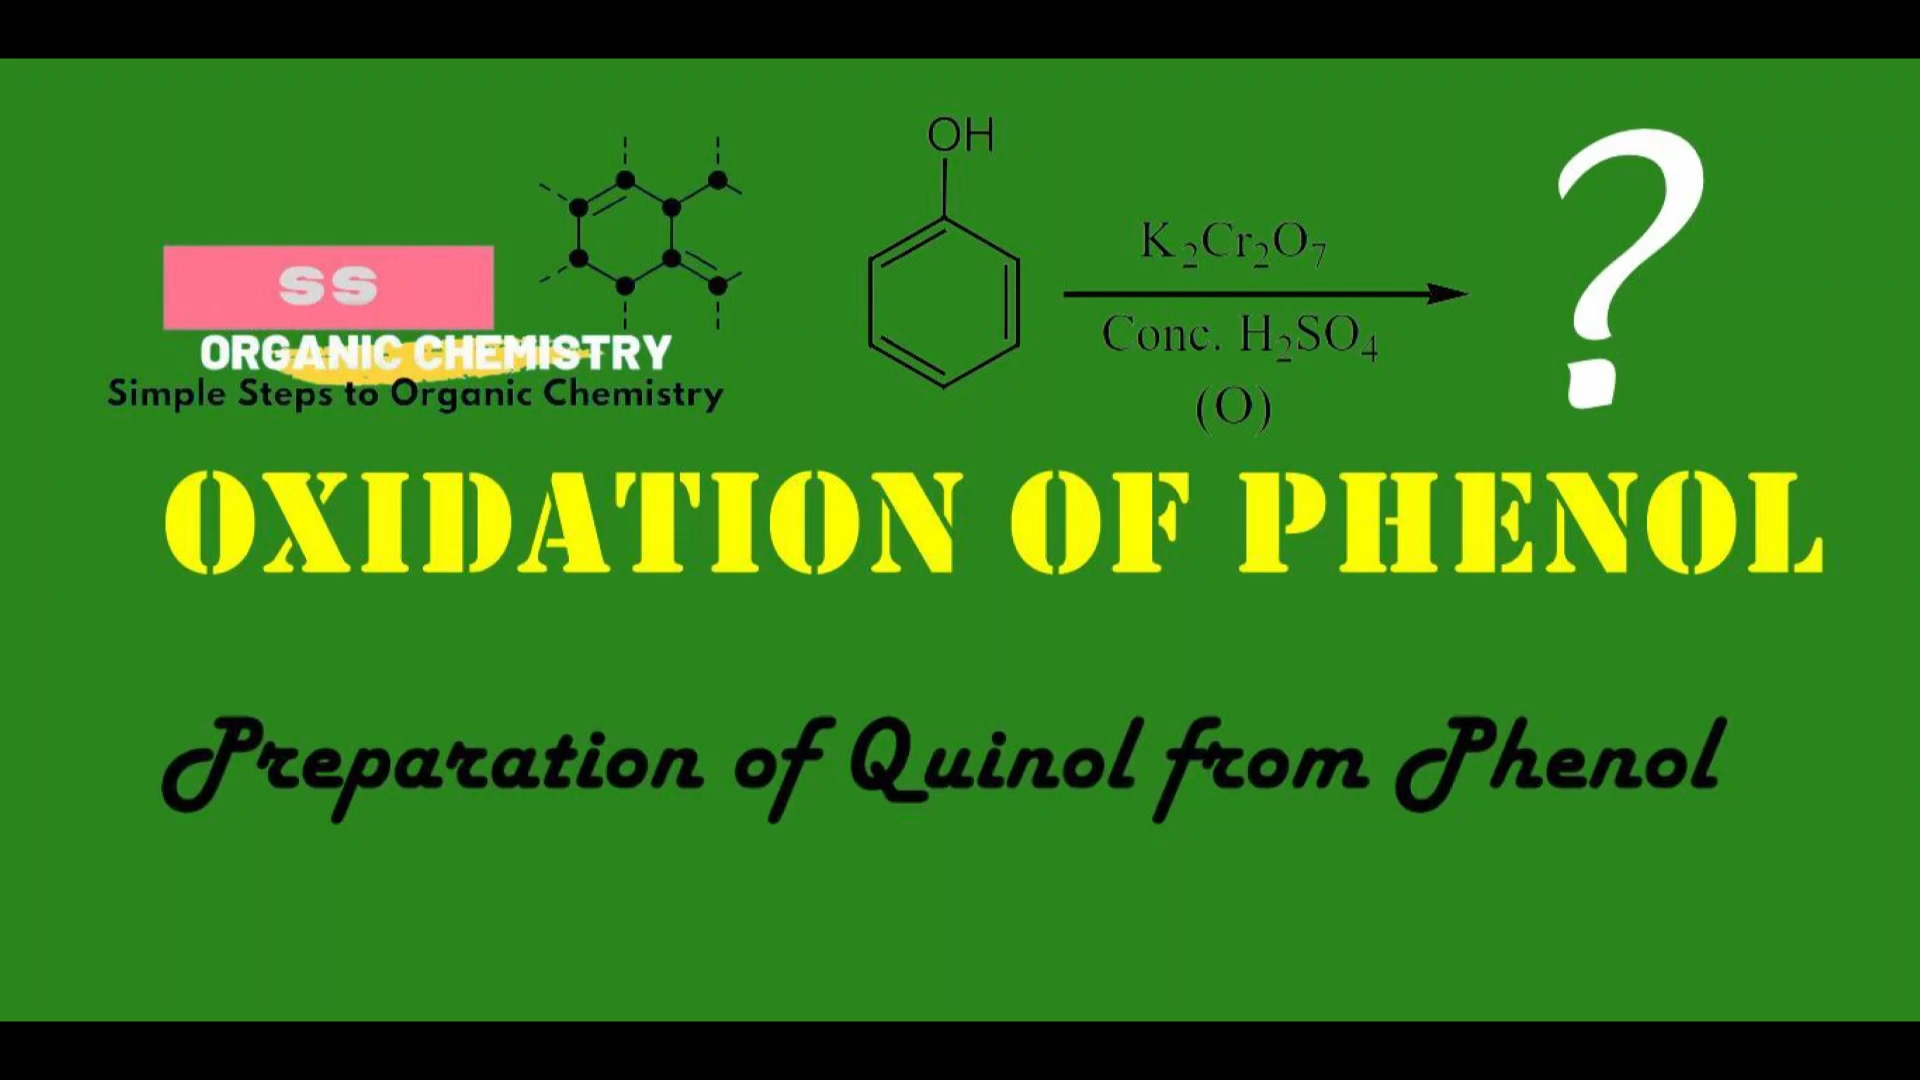 SS
ORGANIC CHEMISTRY
Simple Steps to Organic Chemistry
OH
K₂Cr₂O₇
Conc. H₂SO₄
(O)
?
OXIDATION OF PHENOL
Preparation of Quinol from Phenol